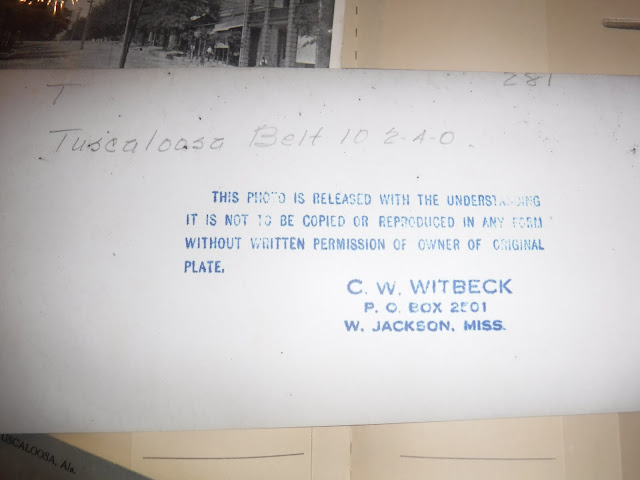 281
T
Tuscaloosa Belt 10 2-4-0.
THIS PHOTO IS RELEASED WITH THE UNDERSTANDING
IT IS NOT TO BE COPIED OR REPRODUCED IN ANY FORM
WITHOUT WRITTEN PERMISSION OF OWNER OF ORIGINAL
PLATE.
C. W. WITBECK
P. O. BOX 2501
W. JACKSON, MISS.
USCALOOSA, Ala.